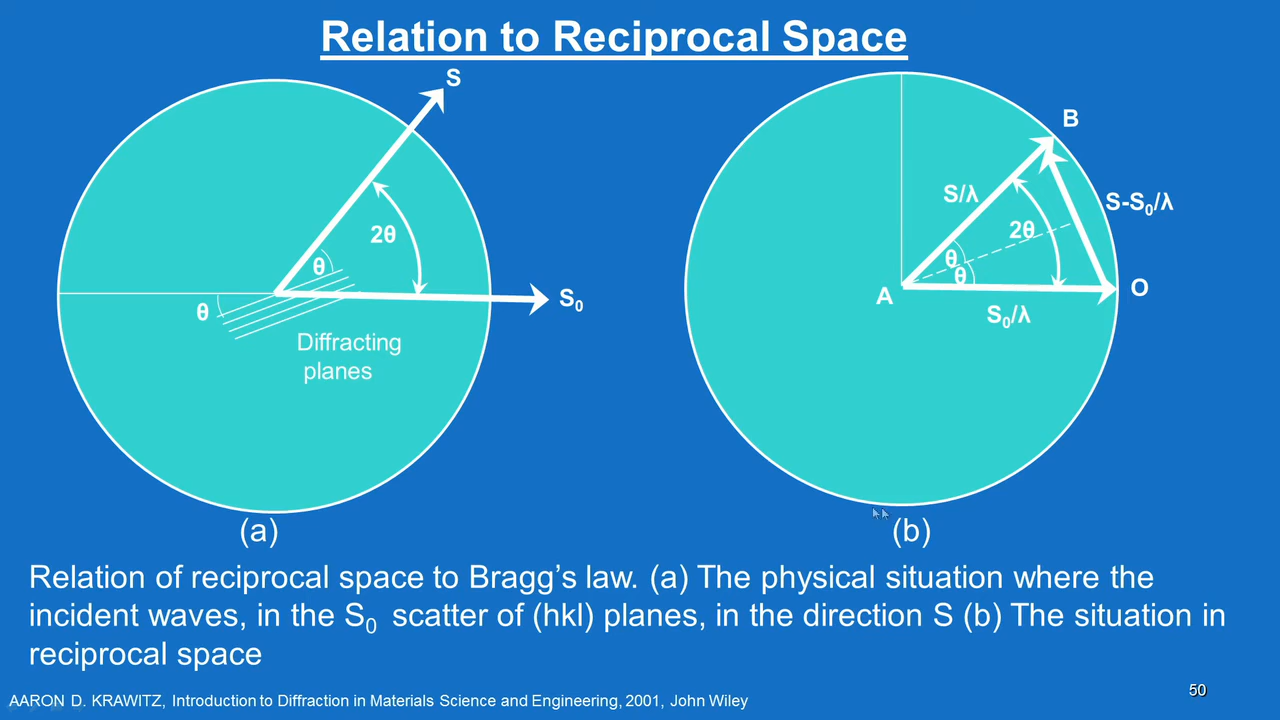 Relation to Reciprocal Space
S
2θ
θ
θ
S₀
Diffracting
planes
(a)
B
S/λ
S-S₀/λ
2θ
θ
θ
A
O
S₀/λ
(b)
Relation of reciprocal space to Bragg’s law. (a) The physical situation where the
incident waves, in the S₀ scatter of (hkl) planes, in the direction S (b) The situation in
reciprocal space
AARON D. KRAWITZ, Introduction to Diffraction in Materials Science and Engineering, 2001, John Wiley
50